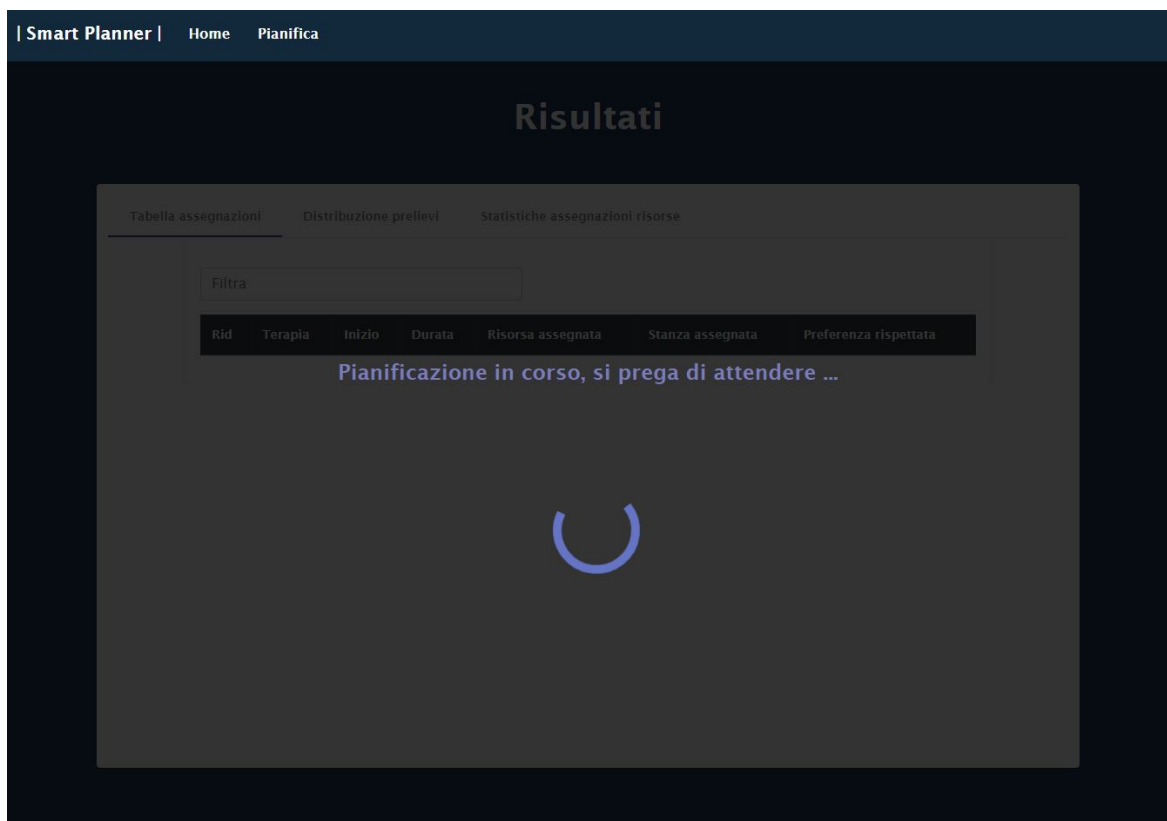 | Smart Planner | Home Pianifica
Risultati
Tabella assegnazioni Distribuzione prelievi Statistiche assegnazioni risorse
Filtra
Rid Terapia Inizio Durata Risorsa assegnata Stanza assegnata Preferenza rispettata
Pianificazione in corso, si prega di attendere ...